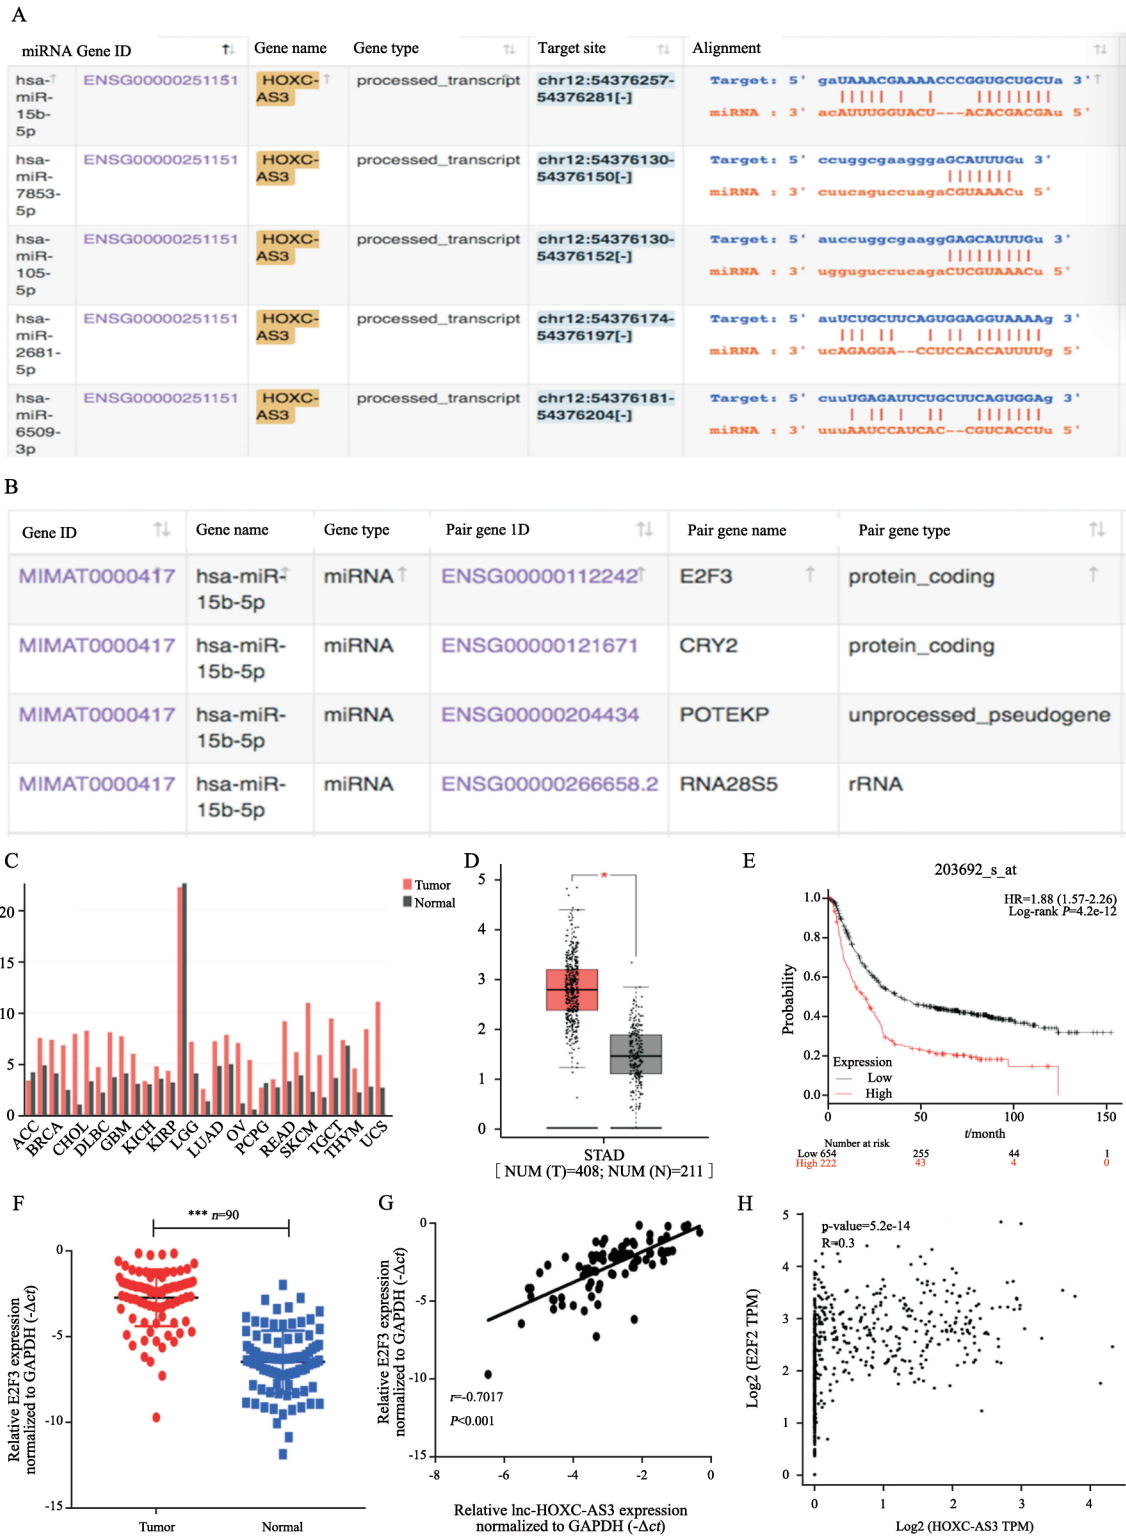 A
miRNA Gene ID Gene name Gene type Target site Alignment
hsa-miR-15b-5p ENSG00000251151 HOXC-AS3 processed_transcript chr12:54376257-54376281[-]
Target: 5' gaUAAACGAAAACCCGGUGCUGCUa 3'
miRNA : 3' acAUUUGGUACU---ACACGACGAu 5'
hsa-miR-7853-5p ENSG00000251151 HOXC-AS3 processed_transcript chr12:54376130-54376150[-]
Target: 5' ccuggcgaagggaGCAUUUGu 3'
miRNA : 3' cuucaguccuagaCGUAAACu 5'
hsa-miR-105-5p ENSG00000251151 HOXC-AS3 processed_transcript chr12:54376130-54376152[-]
Target: 5' auccuggcgaaggGAGCAUUUGu 3'
miRNA : 3' ugguguccucagaCUCGUAAACu 5'
hsa-miR-2681-5p ENSG00000251151 HOXC-AS3 processed_transcript chr12:54376174-54376197[-]
Target: 5' auUCUGCUUCAGUGGAGGUAAAAg 3'
miRNA : 3' ucAGAGGA--CCUCCACCAUUUUg 5'
hsa-miR-6509-3p ENSG00000251151 HOXC-AS3 processed_transcript chr12:54376181-54376204[-]
Target: 5' cuuUGAGAUUCUGCUUCAGUGGAg 3'
miRNA : 3' uuuAAUCCAUCAC--CGUCACCUu 5'
B
Gene ID Gene name Gene type Pair gene 1D Pair gene name Pair gene type
MIMAT0000417 hsa-miR-15b-5p miRNA ENSG00000112242 E2F3 protein_coding
MIMAT0000417 hsa-miR-15b-5p miRNA ENSG00000121671 CRY2 protein_coding
MIMAT0000417 hsa-miR-15b-5p miRNA ENSG00000204434 POTEKP unprocessed_pseudogene
MIMAT0000417 hsa-miR-15b-5p miRNA ENSG00000266658.2 RNA28S5 rRNA
C
Tumor
Normal
20
15
10
5
0
ACC BRCA CHOL DLBC GBM KICH KIRP LGG LUAD OV PCPG READ SKCM TGCT THYM UCS
D
*
5
4
3
2
1
0
STAD
[ NUM (T)=408; NUM (N)=211 ]
E
203692_s_at
HR=1.88 (1.57-2.26)
Log-rank P=4.2e-12
Probability
1.0
0.8
0.6
0.4
0.2
0.0
Expression
Low
High
0 50 100 150
t/month
Number at risk
Low 654 255 44 1
High 222 43 4 0
F
*** n=90
Relative E2F3 expression
normalized to GAPDH (-Δct)
0
-5
-10
-15
Tumor Normal
G
Relative E2F3 expression
normalized to GAPDH (-Δct)
0
-5
-10
-15
r=-0.7017
P<0.001
-8 -6 -4 -2 0
Relative lnc-HOXC-AS3 expression
normalized to GAPDH (-Δct)
H
p-value=5.2e-14
R=0.3
Log2 (E2F2 TPM)
5
4
3
2
1
0
0 1 2 3 4
Log2 (HOXC-AS3 TPM)